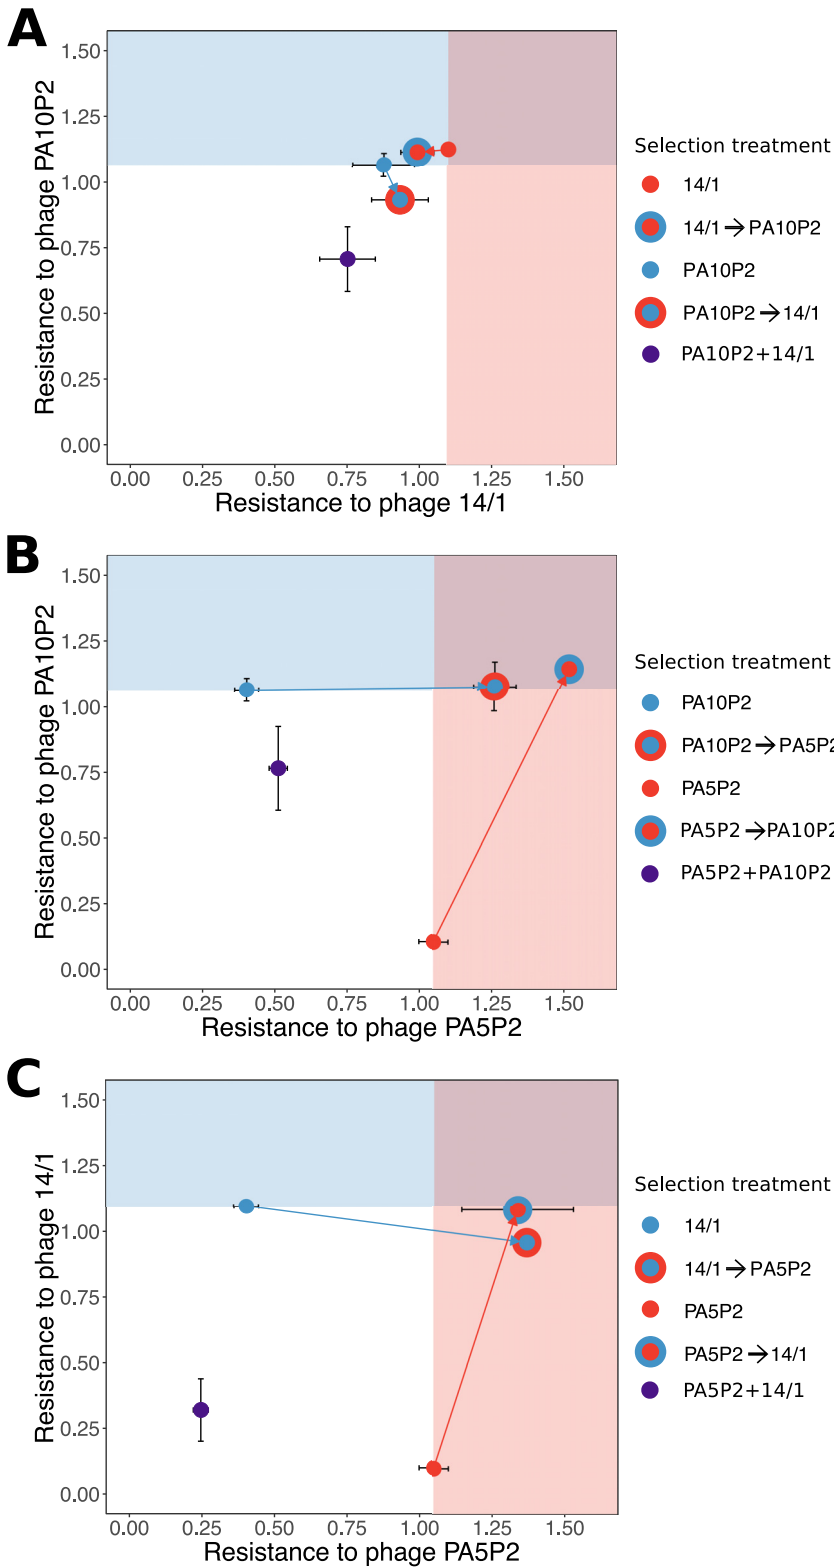 A
Resistance to phage PA10P2
1.50
1.25
1.00
0.75
0.50
0.25
0.00
0.00 0.25 0.50 0.75 1.00 1.25 1.50
Resistance to phage 14/1
Selection treatment
14/1
14/1→PA10P2
PA10P2
PA10P2→14/1
PA10P2+14/1
B
Resistance to phage PA10P2
1.50
1.25
1.00
0.75
0.50
0.25
0.00
0.00 0.25 0.50 0.75 1.00 1.25 1.50
Resistance to phage PA5P2
Selection treatment
PA10P2
PA10P2→PA5P2
PA5P2
PA5P2→PA10P2
PA5P2+PA10P2
C
Resistance to phage 14/1
1.50
1.25
1.00
0.75
0.50
0.25
0.00
0.00 0.25 0.50 0.75 1.00 1.25 1.50
Resistance to phage PA5P2
Selection treatment
14/1
14/1→PA5P2
PA5P2
PA5P2→14/1
PA5P2+14/1